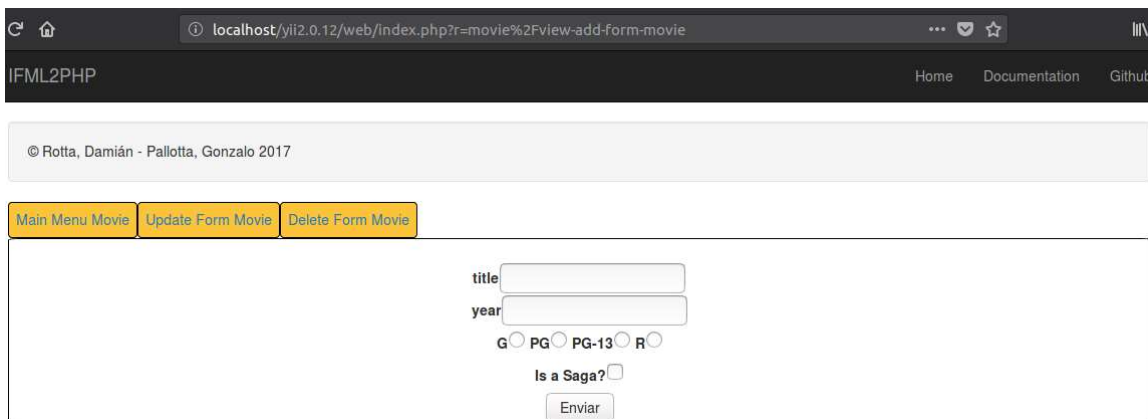 localhost/yii2.0.12/web/index.php?r=movie%2Fview-add-form-movie
IFML2PHP Home Documentation Github
© Rotta, Damián - Pallotta, Gonzalo 2017
Main Menu Movie Update Form Movie Delete Form Movie
title
year
G PG PG-13 R
Is a Saga?
Enviar